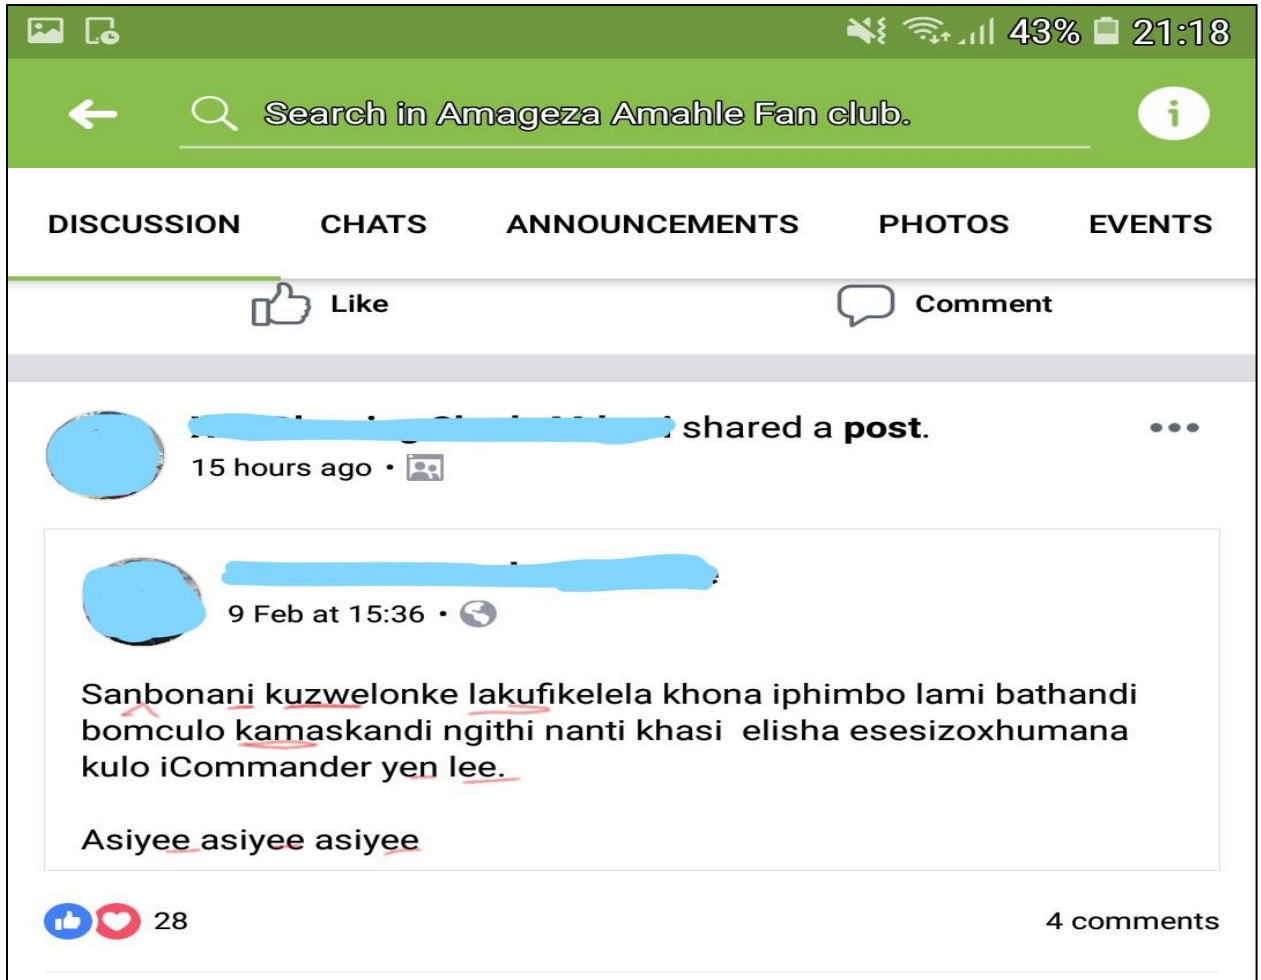 43% 21:18
Search in Amageza Amahle Fan club.
DISCUSSION CHATS ANNOUNCEMENTS PHOTOS EVENTS
Like Comment
shared a post.
15 hours ago
9 Feb at 15:36
Sanbonani kuzwelonke lakufikelela khona iphimbo lami bathandi
bomculo kamaskandi ngithi nanti khasi elisha esesizoxhumana
kulo iCommander yen lee.
Asiyee asiyee asiyee
28 4 comments